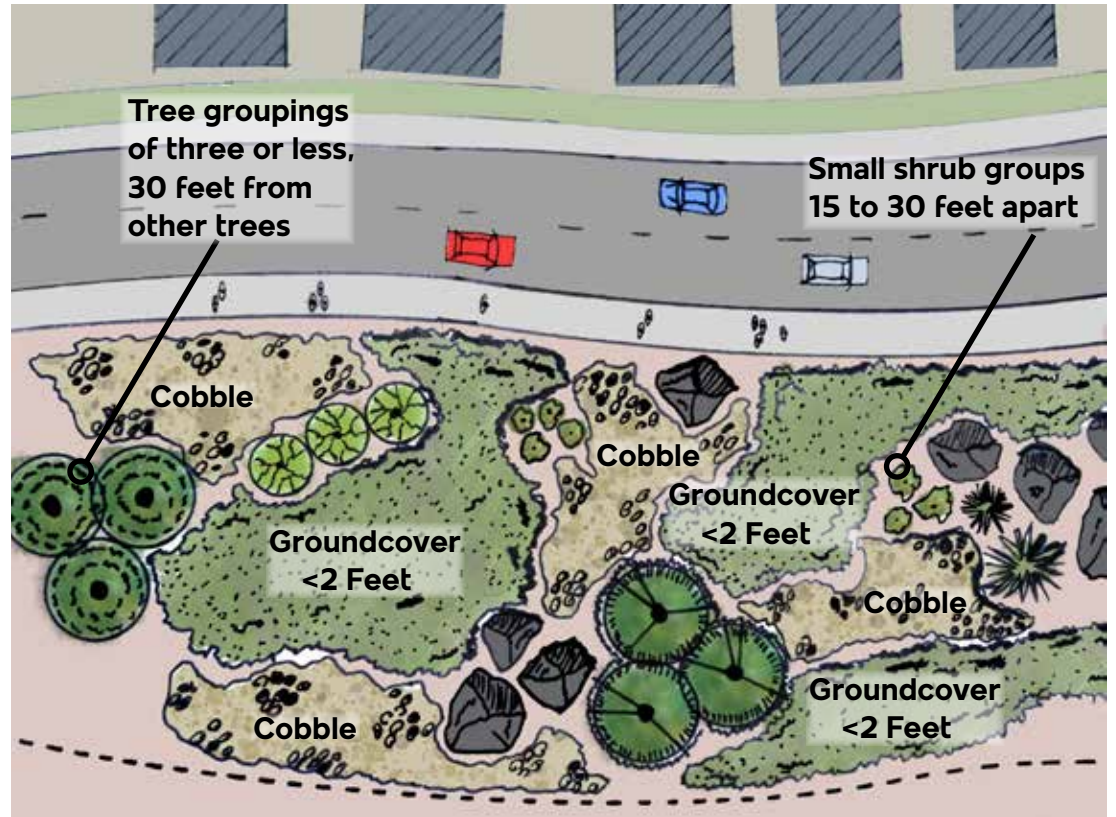 Tree groupings
of three or less,
30 feet from
other trees
Small shrub groups
15 to 30 feet apart
Cobble
Cobble
Groundcover
<2 Feet
Groundcover
<2 Feet
Cobble
Groundcover
<2 Feet
Cobble